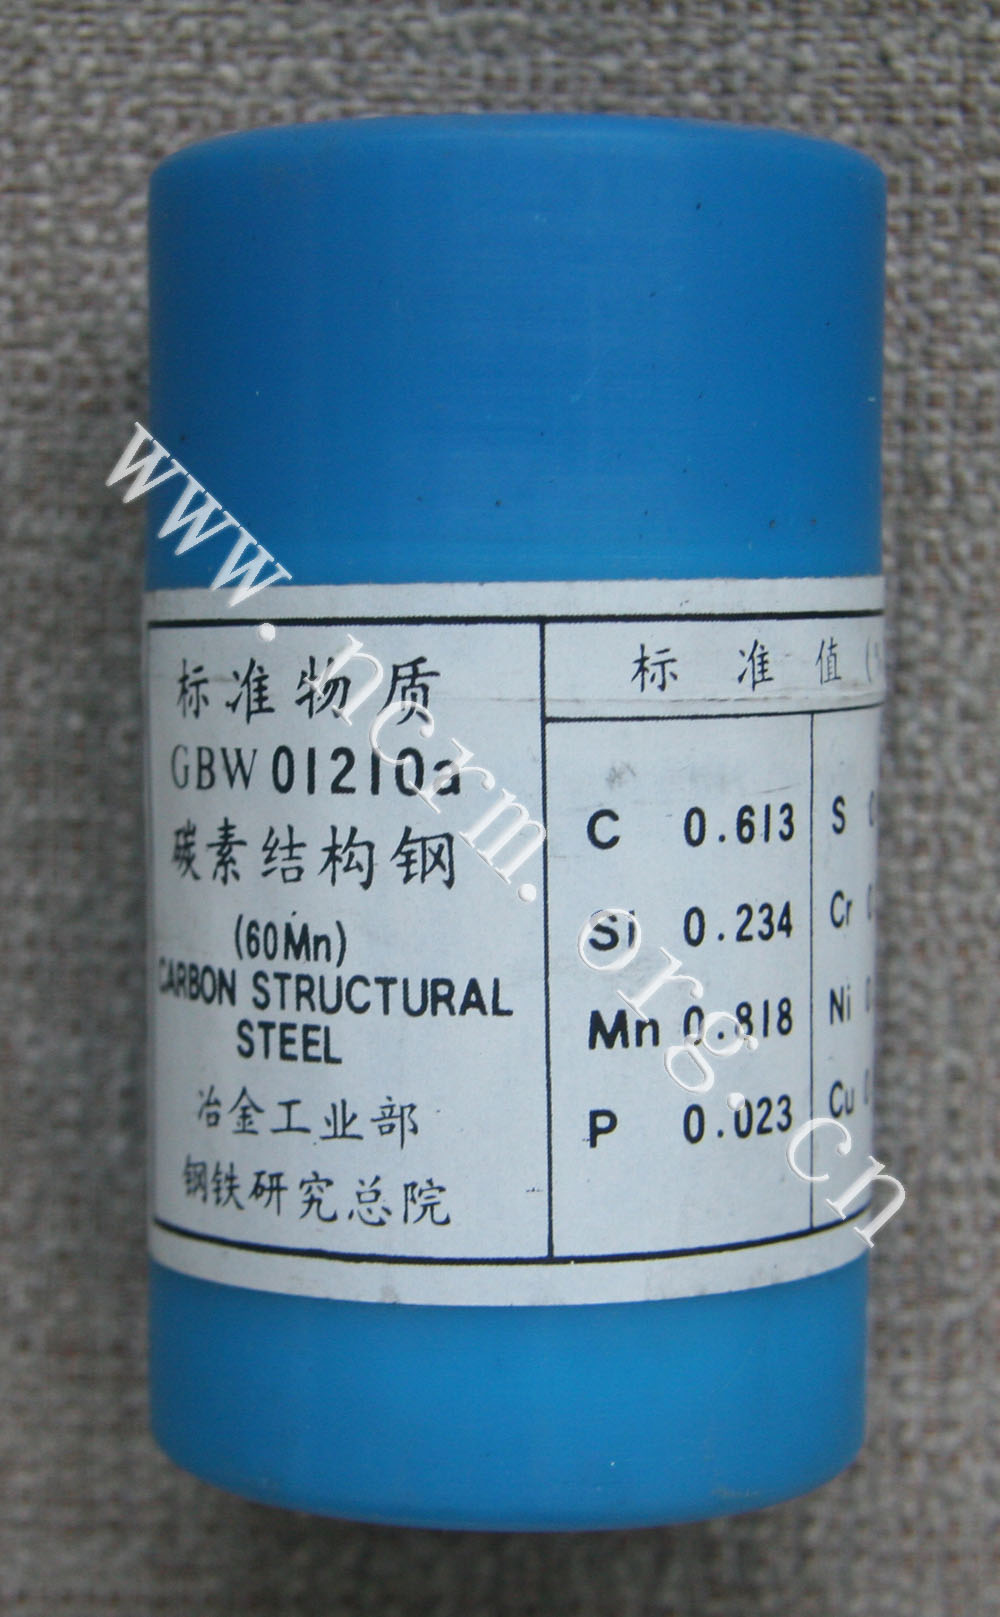 标准物质
GBW 01210a
碳素结构钢
(60Mn)
CARBON STRUCTURAL
STEEL
冶金工业部
钢铁研究总院
标准值
C 0.613 S
Si 0.234 Cr
Mn 0.818 Ni
P 0.023 Cu
www.ncrm.org.cn